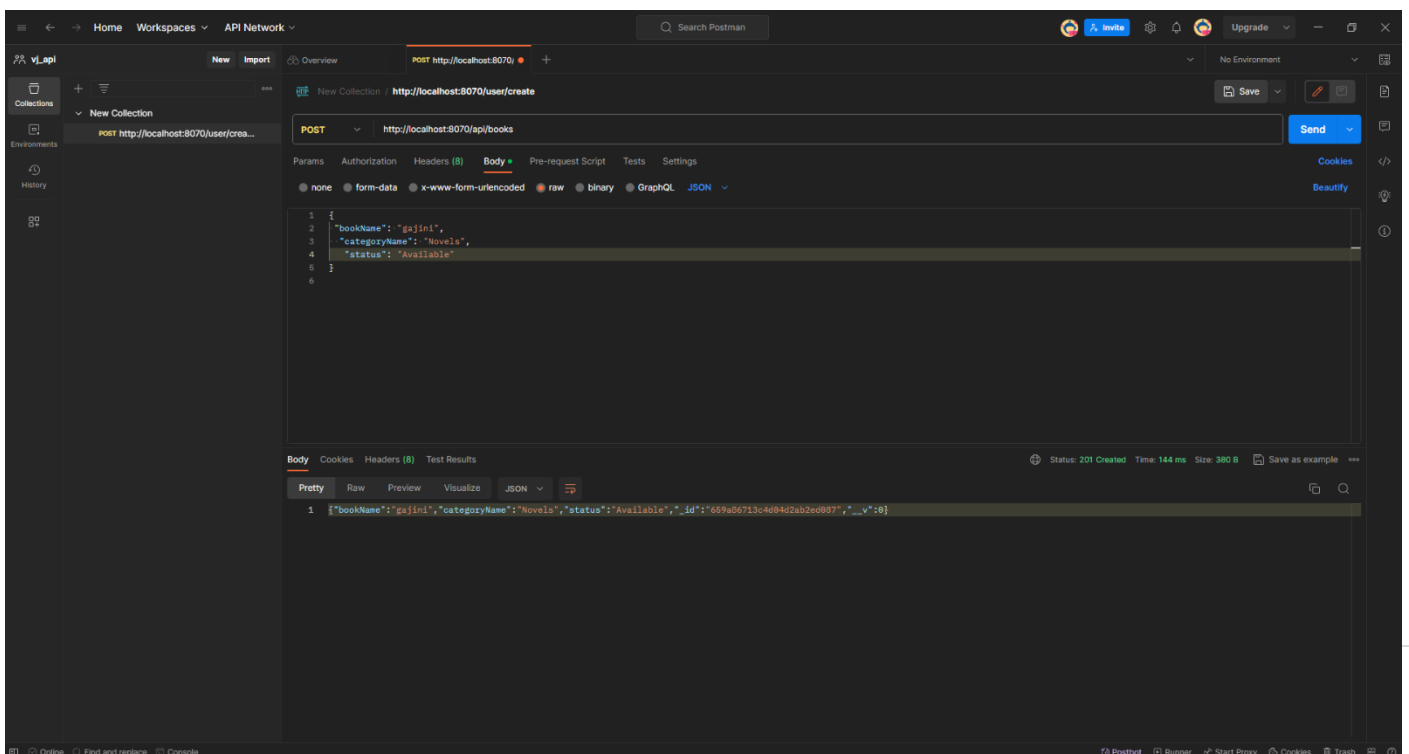 Home Workspaces API Network Search Postman Invite Upgrade
vj_api New Import Overview POST http://localhost:8070/ No Environment
Collections
New Collection / http://localhost:8070/user/create Save
New Collection
POST http://localhost:8070/user/crea...
Environments
POST http://localhost:8070/api/books Send
Params Authorization Headers (8) Body Pre-request Script Tests Settings Cookies
History
none form-data x-www-form-urlencoded raw binary GraphQL JSON Beautify
1 {
2 "bookName": "gajini",
3 "categoryName": "Novels",
4 "status": "Available"
5 }
6
Body Cookies Headers (8) Test Results Status: 201 Created Time: 144 ms Size: 380 B Save as example
Pretty Raw Preview Visualize JSON
1 {"bookName":"gajini","categoryName":"Novels","status":"Available","_id":"669a86713c4d04d2ab2ed087","__v":0}
Online Find and replace Console Postbot Runner Start Proxy Cookies Trash